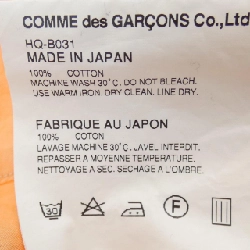 COMME des GARÇONS Co.,Ltd
HQ-B031
MADE IN JAPAN
100% COTTON
MACHINE WASH 30°C, DO NOT BLEACH.
USE WARM IRON, DRY CLEAN, LINE DRY.
FABRIQUE AU JAPON
100% COTON
LAVAGE MACHINE 30°C, LAVEL INTERDIT.
REPASSER A MOYENNE TEMPERATURE.
NETTOYAGE A SEC, SECHAGE A L'OMBRE.
30 F